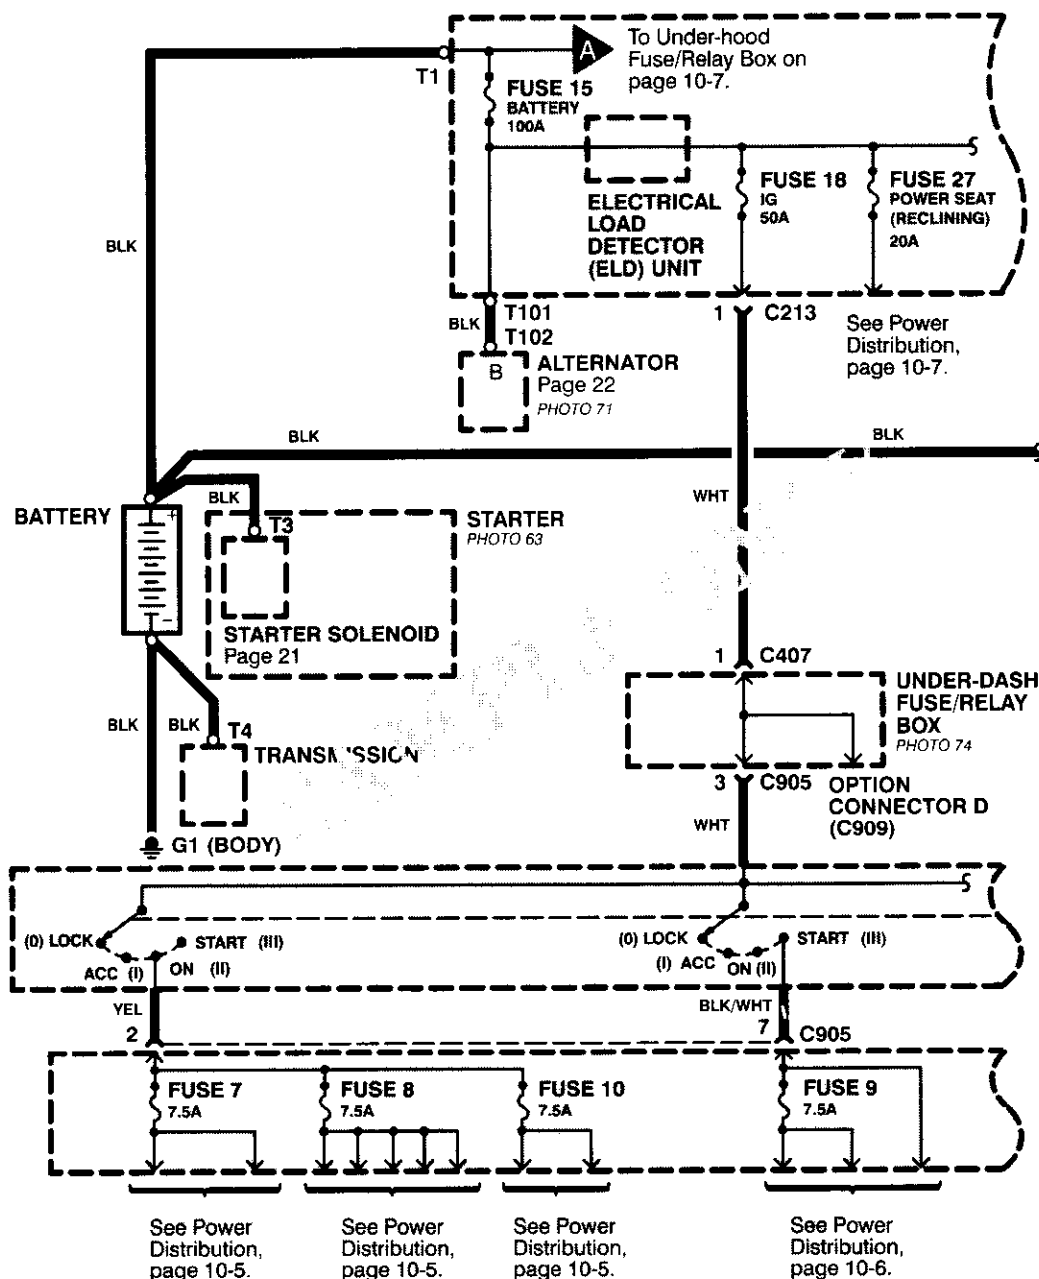 A
To Under-hood
Fuse/Relay Box on
page 10-7.
T1
FUSE 15
BATTERY
100A
FUSE 18
IG
50A
FUSE 27
POWER SEAT
(RECLINING)
20A
ELECTRICAL
LOAD
DETECTOR
(ELD) UNIT
BLK
T101
BLK
T102
1 C213
See Power
Distribution,
page 10-7.
B
ALTERNATOR
Page 22
PHOTO 71
BLK
BLK
BATTERY
+
-
BLK
T3
STARTER
PHOTO 63
WHT
STARTER SOLENOID
Page 21
1 C407
UNDER-DASH
FUSE/RELAY
BOX
PHOTO 74
BLK
BLK
T4
TRANSMISSION
3 C905
OPTION
CONNECTOR D
(C909)
WHT
G1 (BODY)
(0) LOCK
START (III)
ACC (I)
ON (II)
(0) LOCK
START (III)
(I) ACC
ON (II)
YEL
2
BLK/WHT
7 C905
FUSE 7
7.5A
FUSE 8
7.5A
FUSE 10
7.5A
FUSE 9
7.5A
See Power
Distribution,
page 10-5.
See Power
Distribution,
page 10-5.
See Power
Distribution,
page 10-5.
See Power
Distribution,
page 10-6.